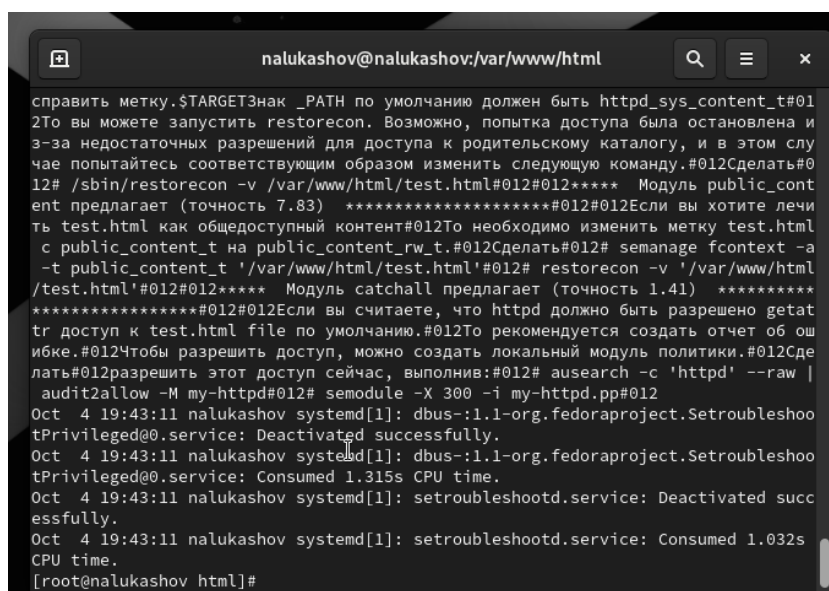 nalukashov@nalukashov:/var/www/html
справить метку.$TARGETЗнак _PATH по умолчанию должен быть httpd_sys_content_t#01
2То вы можете запустить restorecon. Возможно, попытка доступа была остановлена и
з-за недостаточных разрешений для доступа к родительскому каталогу, и в этом слу
чае попытайтесь соответствующим образом изменить следующую команду.#012Сделать#0
12# /sbin/restorecon -v /var/www/html/test.html#012#012*****  Модуль public_cont
ent предлагает (точность 7.83)  ********************#012#012Если вы хотите лечи
ть test.html как общедоступный контент#012То необходимо изменить метку test.html
 с public_content_t на public_content_rw_t.#012Сделать#012# semanage fcontext -a
 -t public_content_t '/var/www/html/test.html'#012# restorecon -v '/var/www/html
/test.html'#012#012*****  Модуль catchall предлагает (точность 1.41)  **********
****************#012#012Если вы считаете, что httpd должно быть разрешено getat
tr доступ к test.html file по умолчанию.#012То рекомендуется создать отчет об ош
ибке.#012Чтобы разрешить доступ, можно создать локальный модуль политики.#012Сде
лать#012разрешить этот доступ сейчас, выполнив:#012# ausearch -c 'httpd' --raw |
 audit2allow -M my-httpd#012# semodule -X 300 -i my-httpd.pp#012
Oct  4 19:43:11 nalukashov systemd[1]: dbus-:1.1-org.fedoraproject.Setroubleshoo
tPrivileged@0.service: Deactivated successfully.
Oct  4 19:43:11 nalukashov systemd[1]: dbus-:1.1-org.fedoraproject.Setroubleshoo
tPrivileged@0.service: Consumed 1.315s CPU time.
Oct  4 19:43:11 nalukashov systemd[1]: setroubleshootd.service: Deactivated succ
essfully.
Oct  4 19:43:11 nalukashov systemd[1]: setroubleshootd.service: Consumed 1.032s
CPU time.
[root@nalukashov html]#